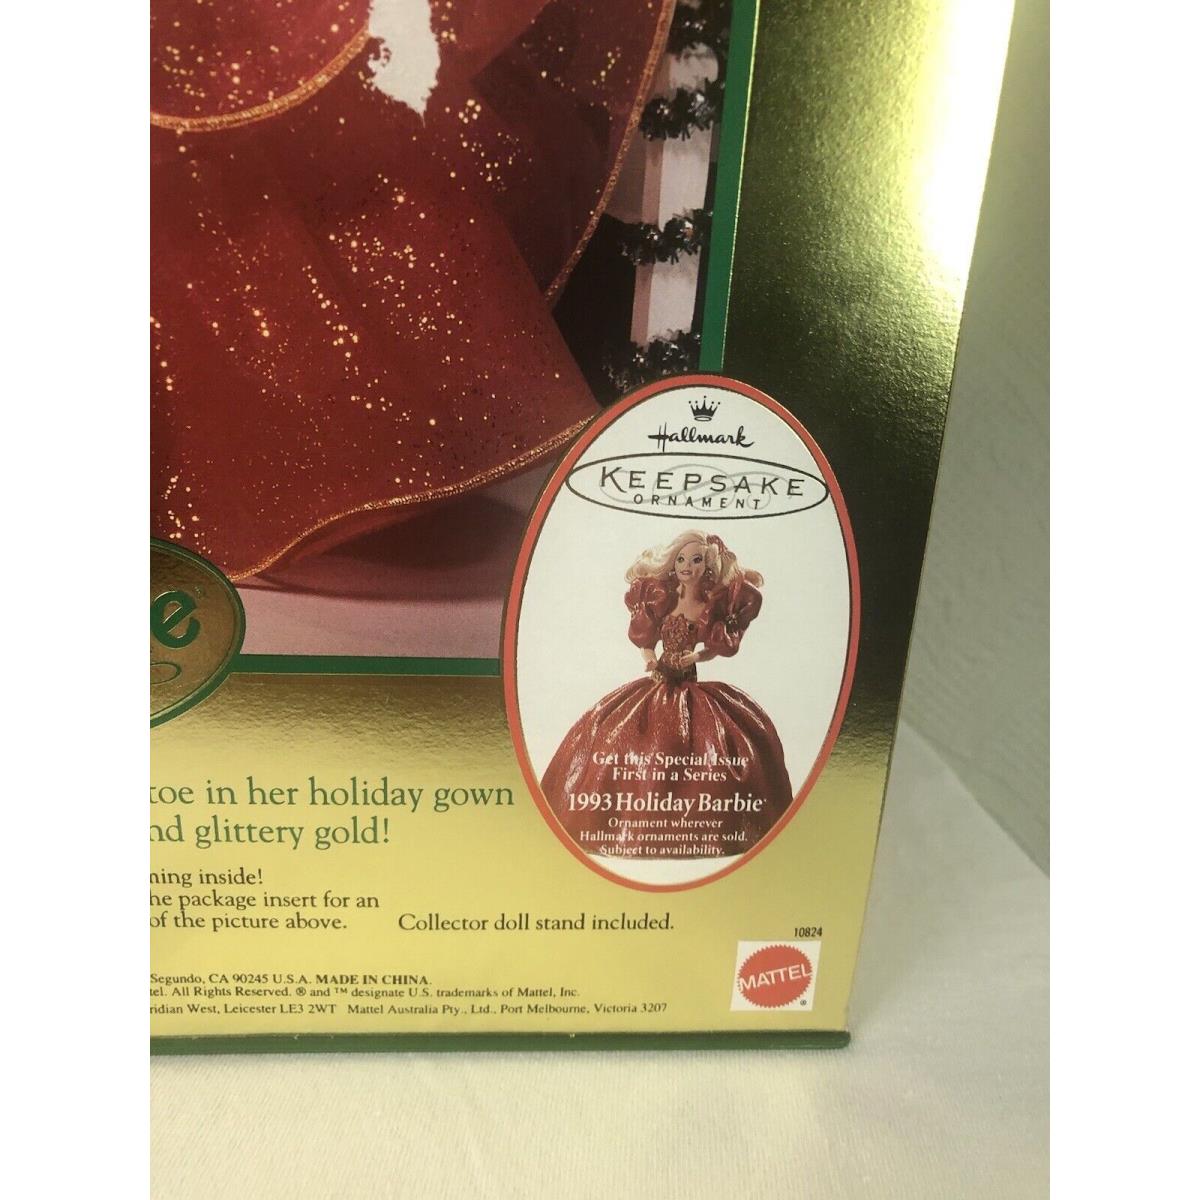 Hallmark
KEEPSAKE
ORNAMENT
Get this Special Issue
First in a Series
1993 Holiday Barbie
Ornament wherever
Hallmark ornaments are sold.
Subject to availability.
e™
toe in her holiday gown
nd glittery gold!
ning inside!
he package insert for an
of the picture above. Collector doll stand included.
10824
MATTEL
®
Segundo, CA 90245 U.S.A. MADE IN CHINA.
tel. All Rights Reserved. ® and ™ designate U.S. trademarks of Mattel, Inc.
ridian West, Leicester LE3 2WT Mattel Australia Pty., Ltd., Port Melbourne, Victoria 3207